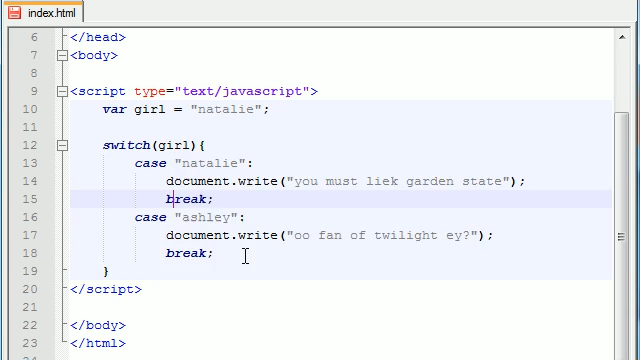 index.html
6 </head>
7 <body>
8
9 <script type="text/javascript">
10 var girl = "natalie";
11
12 switch(girl){
13 case "natalie":
14 document.write("you must liek garden state");
15 break;
16 case "ashley":
17 document.write("oo fan of twilight ey?");
18 break;
19 }
20 </script>
21
22 </body>
23 </html>